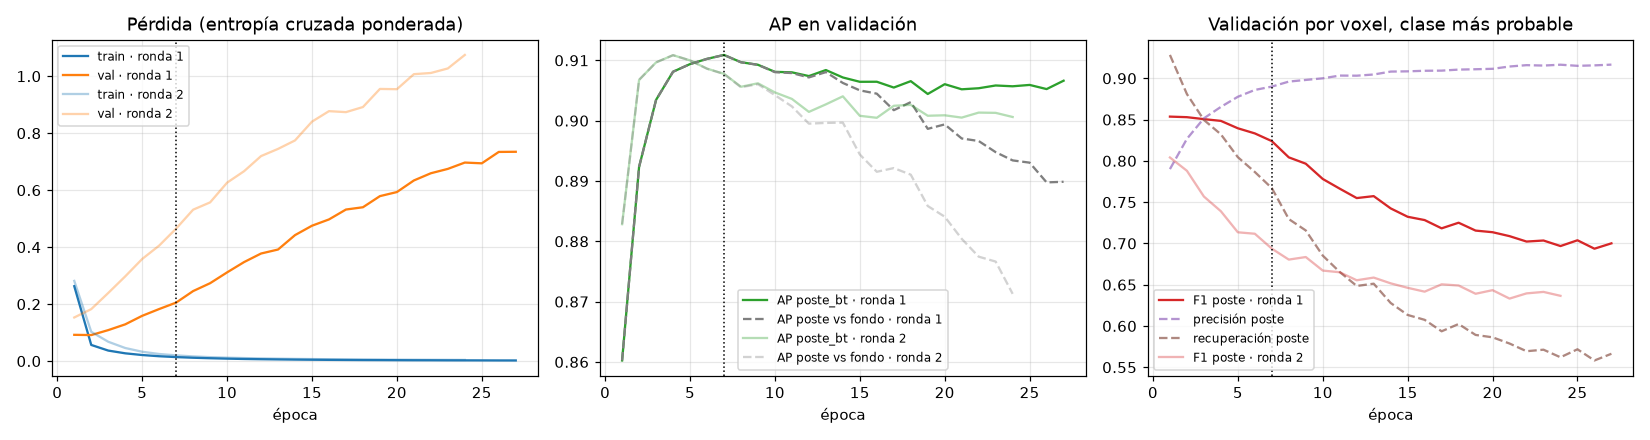 Pérdida (entropía cruzada ponderada)
train · ronda 1
val · ronda 1
train · ronda 2
val · ronda 2
1.0
0.8
0.6
0.4
0.2
0.0
0 5 10 15 20 25
época
AP en validación
0.91
0.90
0.89
0.88
0.87
0.86
AP poste_bt · ronda 1
AP poste vs fondo · ronda 1
AP poste_bt · ronda 2
AP poste vs fondo · ronda 2
0 5 10 15 20 25
época
Validación por voxel, clase más probable
0.90
0.85
0.80
0.75
0.70
0.65
0.60
0.55
F1 poste · ronda 1
precisión poste
recuperación poste
F1 poste · ronda 2
0 5 10 15 20 25
época